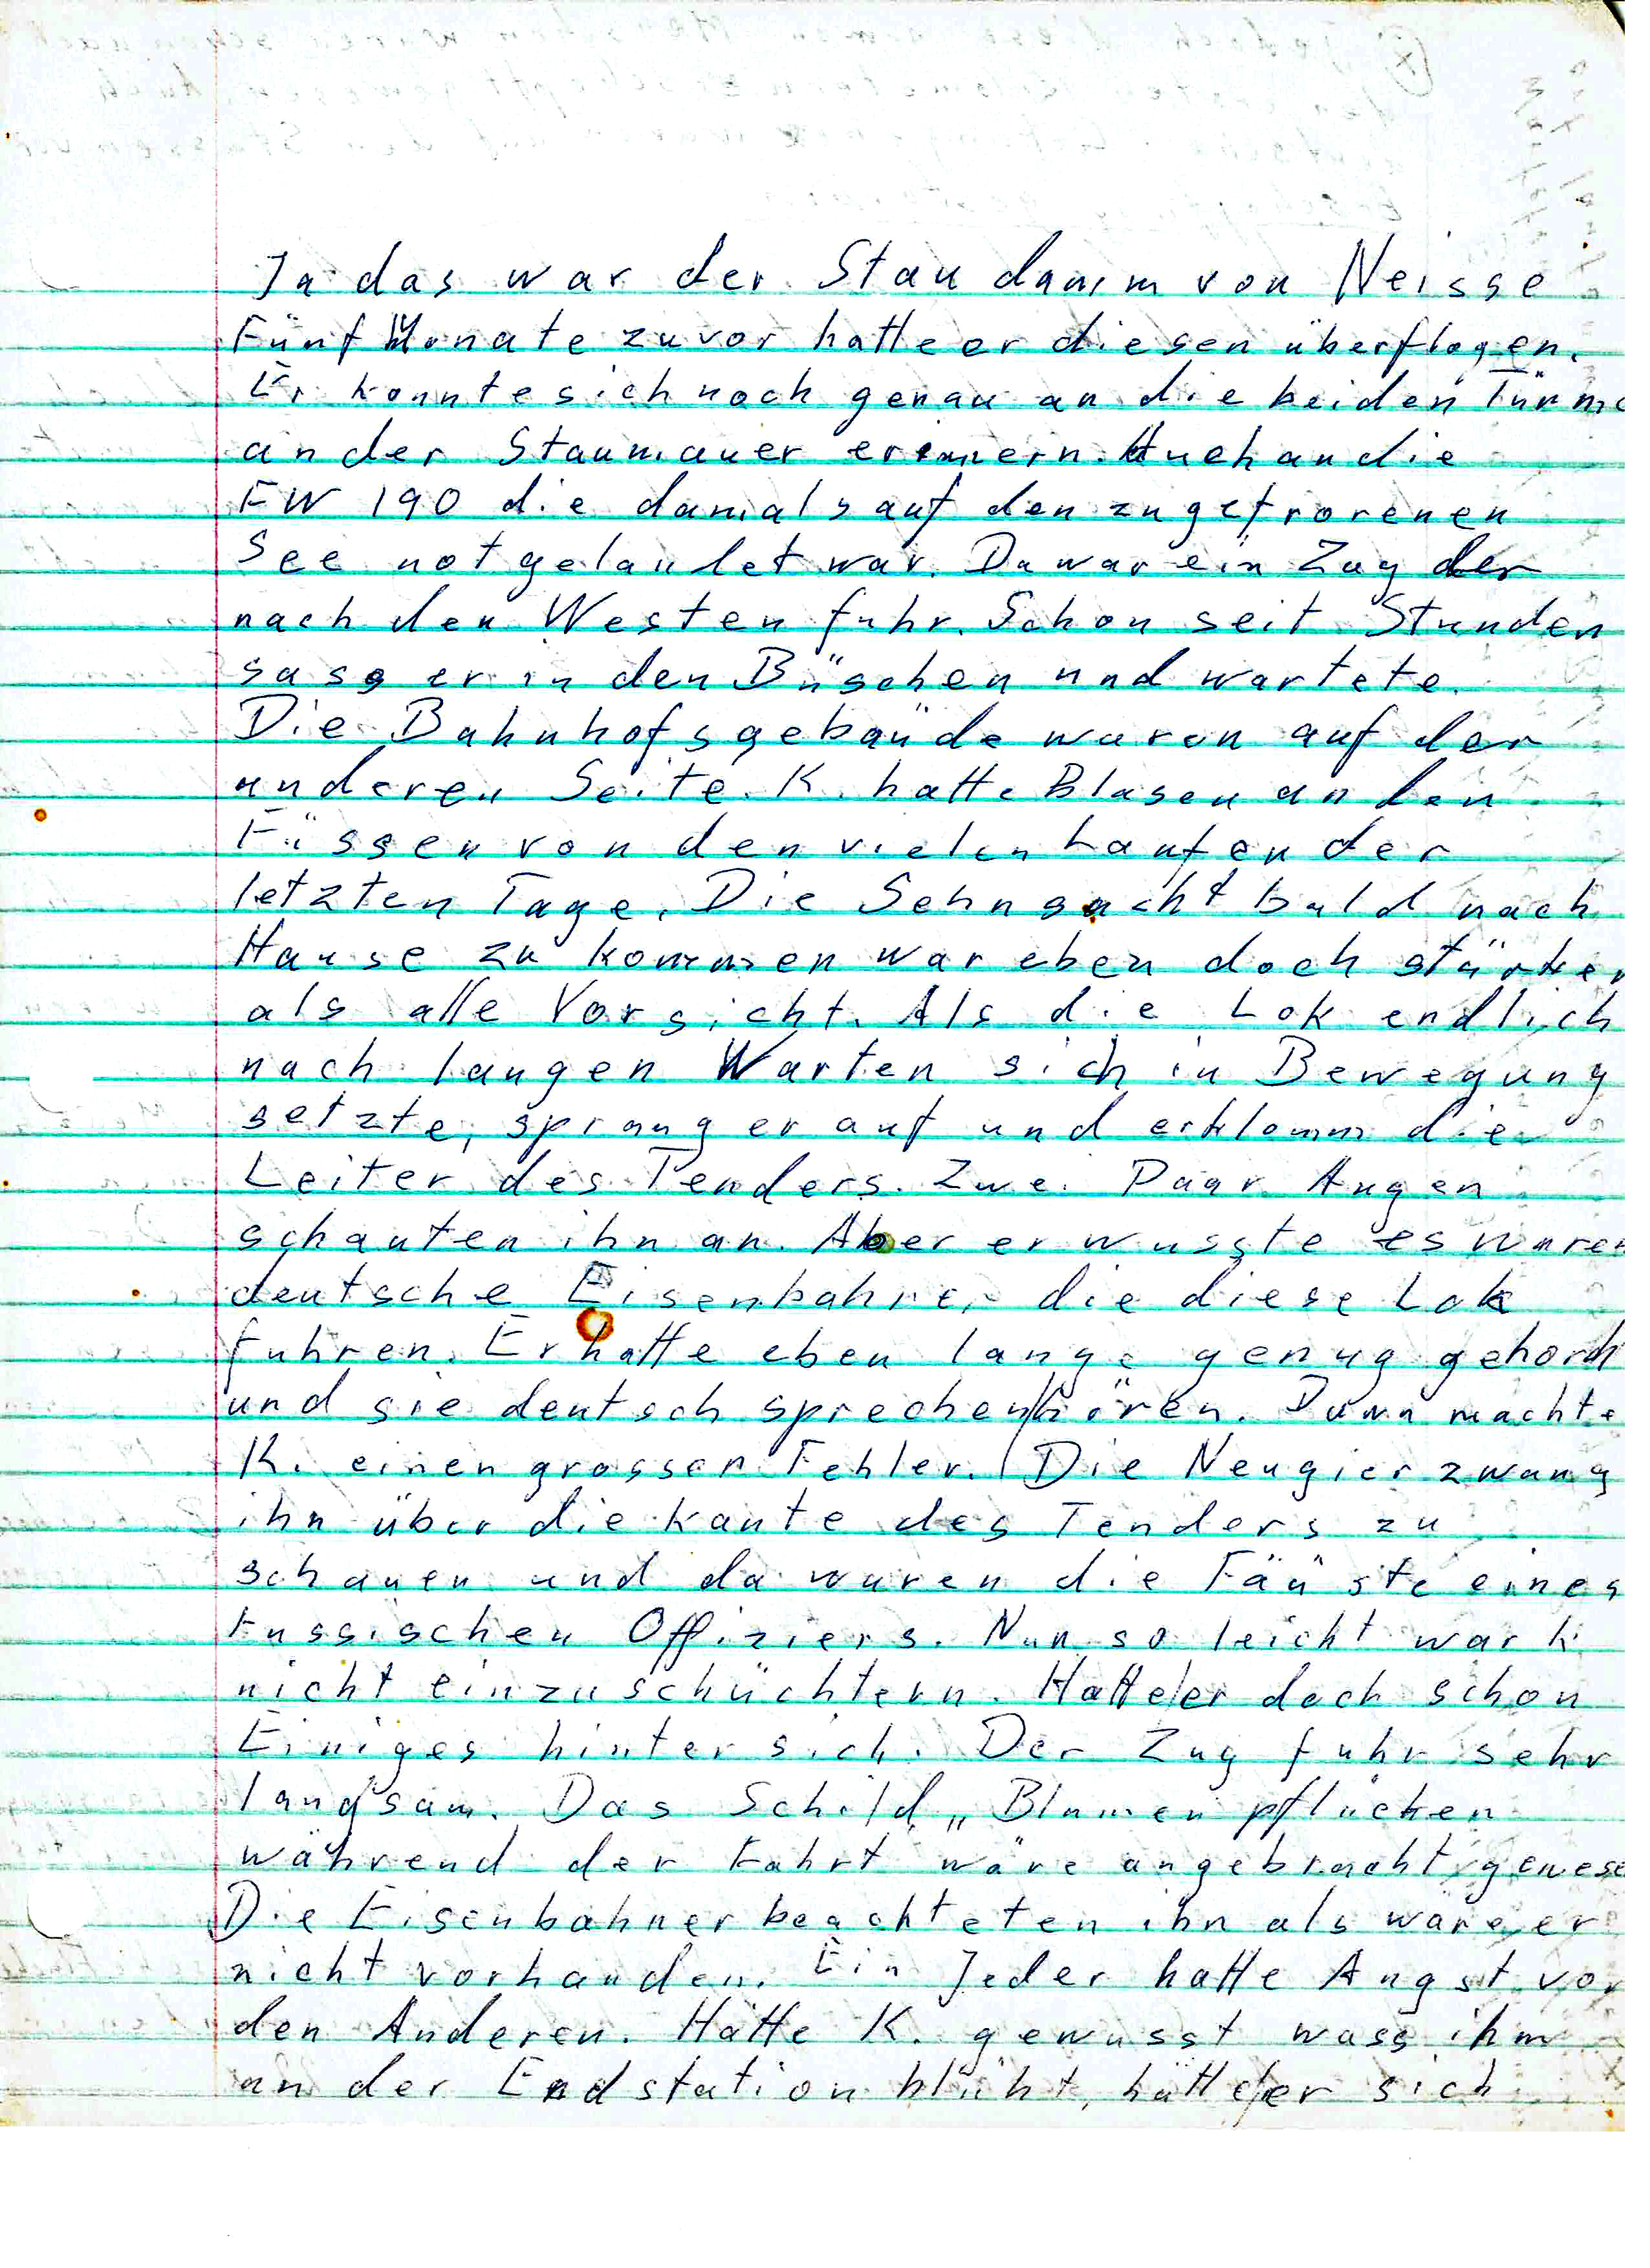 Ja das war der Staudamm von Neisse
Fünf Monate zuvor hatte er diesen überflogen.
Er konnte sich noch genau an die beiden Türme
an der Staumauer erinnern. Auch an die
FW 190 die damals auf den zugefrorenen
See notgelandet war. Da war ein Zug der
nach den Westen fuhr. Schon seit Stunden
sass er in den Büschen und wartete.
Die Bahnhofsgebäude waren auf der
anderen Seite. K. hatte Blasen an den
Füssen von den vielen Laufen der
letzten Tage. Die Sehnsucht bald nach
Hause zu kommen war eben doch stärker
als alle Vorsicht. Als die Lok endlich
nach langen Warten sich in Bewegung
setzte, sprang er auf und erklomm die
Leiter des Tenders. Zwei Paar Augen
schauten ihn an. Aber er wusste es waren
deutsche Eisenbahner die diese Lok
fuhren. Er hatte eben lange genug gehorcht
und sie deutsch sprechen hören. Dann machte
K. einen grossen Fehler. Die Neugier zwang
ihn über die Kante des Tenders zu
schauen und da waren die Fäuste eines
russischen Offiziers. Nun so leicht war K.
nicht einzuschüchtern. Hatte er doch schon
Einiges hinter sich. Der Zug fuhr sehr
langsam. Das Schild „Blumen pflücken
während der Fahrt wäre angebracht gewesen
Die Eisenbahner beachteten ihn als wäre er
nicht vorhanden. Ein Jeder hatte Angst vor
den Anderen. Hätte K. gewusst wass ihm
an der Endstation blüht, hätte er sich